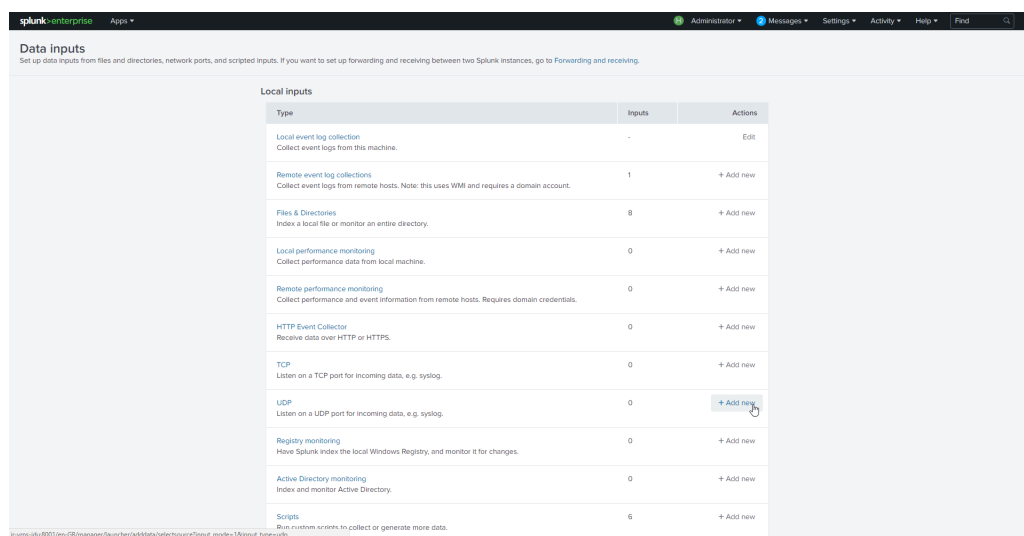 splunk>enterprise Apps
H Administrator 2 Messages Settings Activity Help Find
Data inputs
Set up data inputs from files and directories, network ports, and scripted inputs. If you want to set up forwarding and receiving between two Splunk instances, go to Forwarding and receiving.
Local inputs
Type Inputs Actions
Local event log collection - Edit
Collect event logs from this machine.
Remote event log collections 1 + Add new
Collect event logs from remote hosts. Note: this uses WMI and requires a domain account.
Files & Directories 8 + Add new
Index a local file or monitor an entire directory.
Local performance monitoring 0 + Add new
Collect performance data from local machine.
Remote performance monitoring 0 + Add new
Collect performance and event information from remote hosts. Requires domain credentials.
HTTP Event Collector 0 + Add new
Receive data over HTTP or HTTPS.
TCP 0 + Add new
Listen on a TCP port for incoming data, e.g. syslog.
UDP 0 + Add new
Listen on a UDP port for incoming data, e.g. syslog.
Registry monitoring 0 + Add new
Have Splunk index the local Windows Registry, and monitor it for changes.
Active Directory monitoring 0 + Add new
Index and monitor Active Directory.
Scripts 6 + Add new
Run custom scripts to collect or generate more data.